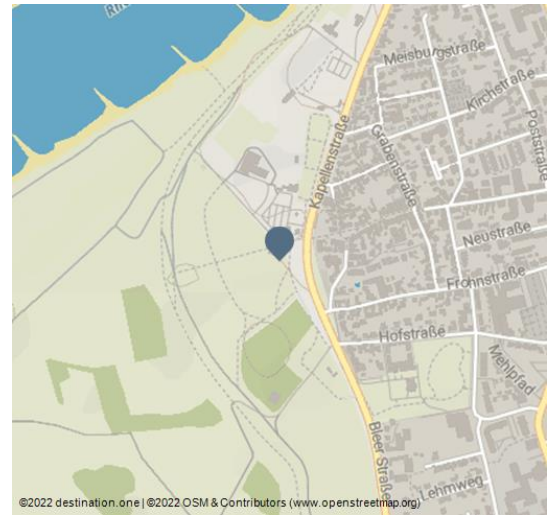 Meisburgstraße
Kirchstraße
Poststraße
Grabenstraße
Kapellenstraße
Neustraße
Frohnstraße
Hofstraße
Mehlpfad
Bleer Straße
Lehmweg
©2022 destination.one | ©2022 OSM & Contributors (www.openstreetmap.org)